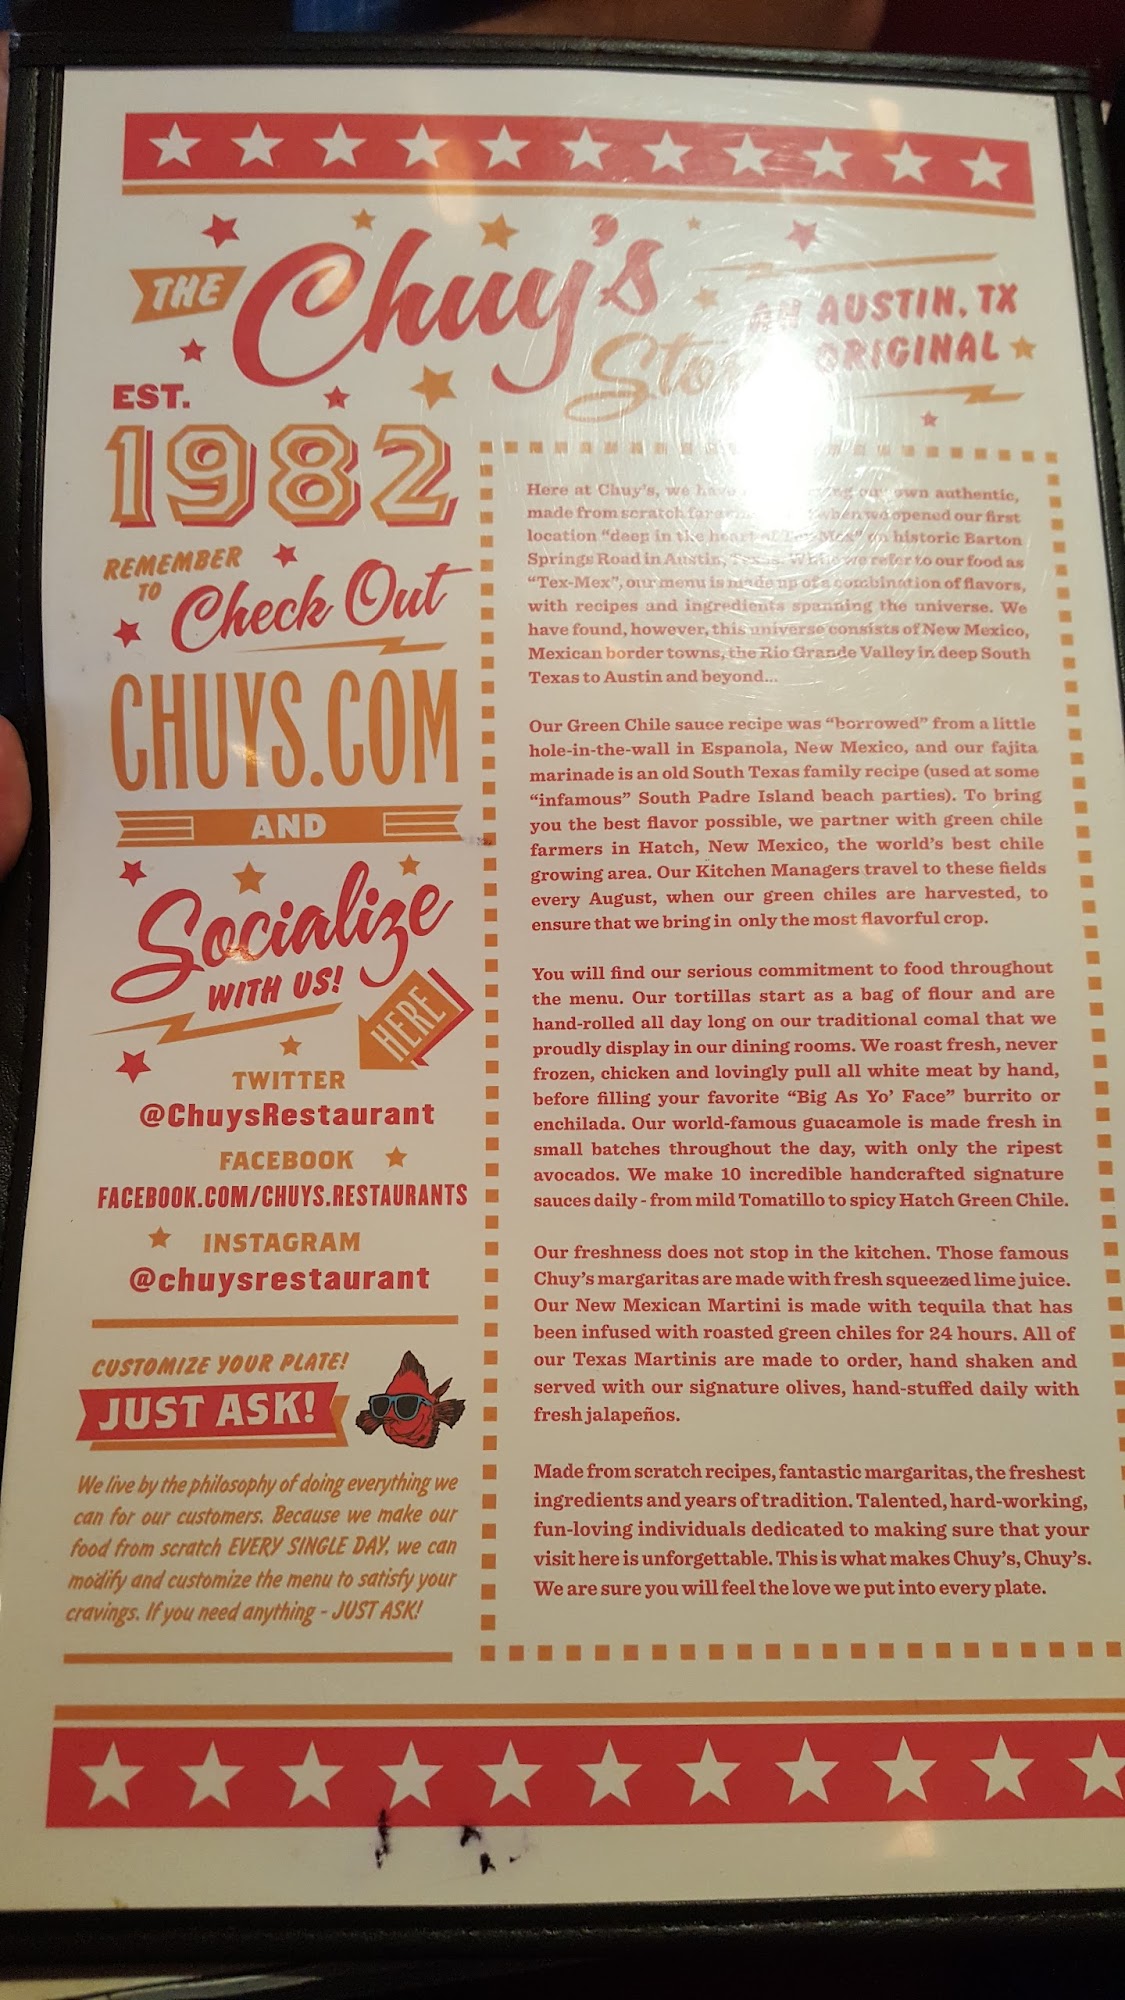 THE Chuy's
AN AUSTIN, TX
ORIGINAL
EST.
1982
REMEMBER
TO
Check Out
CHUYS.COM
AND
Socialize
WITH US!
HERE
TWITTER
@ChuysRestaurant
FACEBOOK
FACEBOOK.COM/CHUYS.RESTAURANTS
INSTAGRAM
@chuysrestaurant
CUSTOMIZE YOUR PLATE!
JUST ASK!
We live by the philosophy of doing everything we
can for our customers. Because we make our
food from scratch EVERY SINGLE DAY, we can
modify and customize the menu to satisfy your
cravings. If you need anything - JUST ASK!
Here at Chuy's, we have our own authentic,
made from scratch when we opened our first
location "deep in the heart of Tex-Mex" on historic Barton
Springs Road in Austin, Texas. While we refer to our food as
"Tex-Mex", our menu is made up of a combination of flavors,
with recipes and ingredients spanning the universe. We
have found, however, this universe consists of New Mexico,
Mexican border towns, the Rio Grande Valley in deep South
Texas to Austin and beyond...
Our Green Chile sauce recipe was "borrowed" from a little
hole-in-the-wall in Espanola, New Mexico, and our fajita
marinade is an old South Texas family recipe (used at some
"infamous" South Padre Island beach parties). To bring
you the best flavor possible, we partner with green chile
farmers in Hatch, New Mexico, the world's best chile
growing area. Our Kitchen Managers travel to these fields
every August, when our green chiles are harvested, to
ensure that we bring in only the most flavorful crop.
You will find our serious commitment to food throughout
the menu. Our tortillas start as a bag of flour and are
hand-rolled all day long on our traditional comal that we
proudly display in our dining rooms. We roast fresh, never
frozen, chicken and lovingly pull all white meat by hand,
before filling your favorite "Big As Yo' Face" burrito or
enchilada. Our world-famous guacamole is made fresh in
small batches throughout the day, with only the ripest
avocados. We make 10 incredible handcrafted signature
sauces daily - from mild Tomatillo to spicy Hatch Green Chile.
Our freshness does not stop in the kitchen. Those famous
Chuy's margaritas are made with fresh squeezed lime juice.
Our New Mexican Martini is made with tequila that has
been infused with roasted green chiles for 24 hours. All of
our Texas Martinis are made to order, hand shaken and
served with our signature olives, hand-stuffed daily with
fresh jalapeños.
Made from scratch recipes, fantastic margaritas, the freshest
ingredients and years of tradition. Talented, hard-working,
fun-loving individuals dedicated to making sure that your
visit here is unforgettable. This is what makes Chuy's, Chuy's.
We are sure you will feel the love we put into every plate.